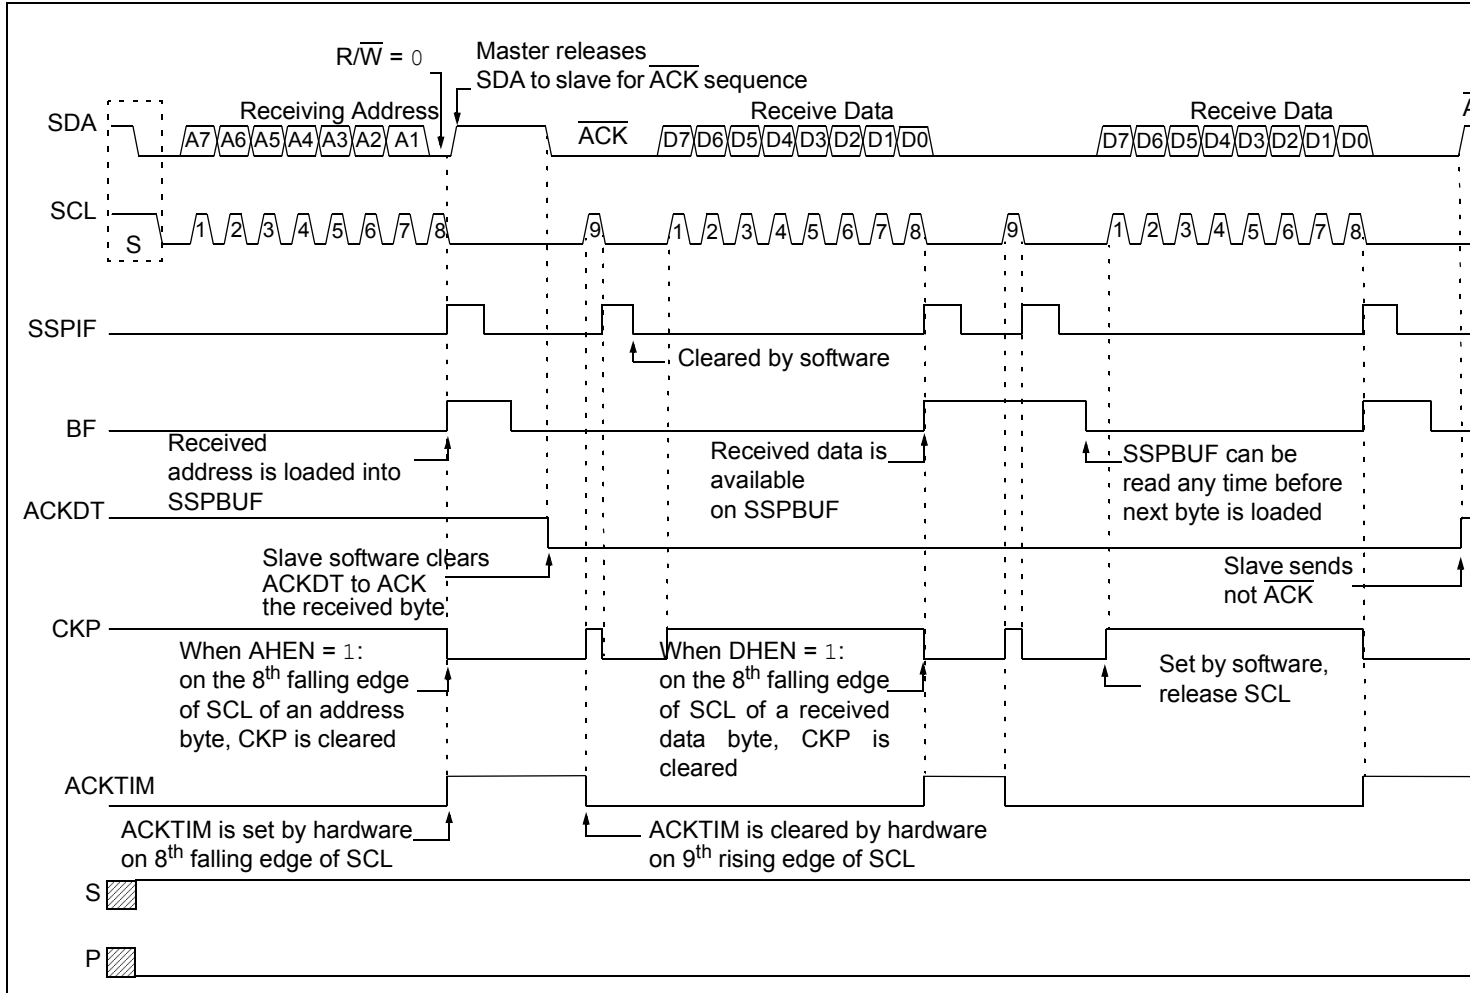 R/W = 0
Master releases
SDA to slave for ACK sequence
SDA
Receiving Address
ACK
Receive Data
Receive Data
A
A7 A6 A5 A4 A3 A2 A1
D7 D6 D5 D4 D3 D2 D1 D0
D7 D6 D5 D4 D3 D2 D1 D0
SCL
S
1 2 3 4 5 6 7 8
9
1 2 3 4 5 6 7 8
9
1 2 3 4 5 6 7 8
SSPIF
Cleared by software
BF
Received
address is loaded into
SSPBUF
Received data is
available
on SSPBUF
SSPBUF can be
read any time before
next byte is loaded
ACKDT
Slave software clears
ACKDT to ACK
the received byte
Slave sends
not ACK
CKP
When AHEN = 1:
on the 8th falling edge
of SCL of an address
byte, CKP is cleared
When DHEN = 1:
on the 8th falling edge
of SCL of a received
data byte, CKP is
cleared
Set by software,
release SCL
ACKTIM
ACKTIM is set by hardware
on 8th falling edge of SCL
ACKTIM is cleared by hardware
on 9th rising edge of SCL
S
P